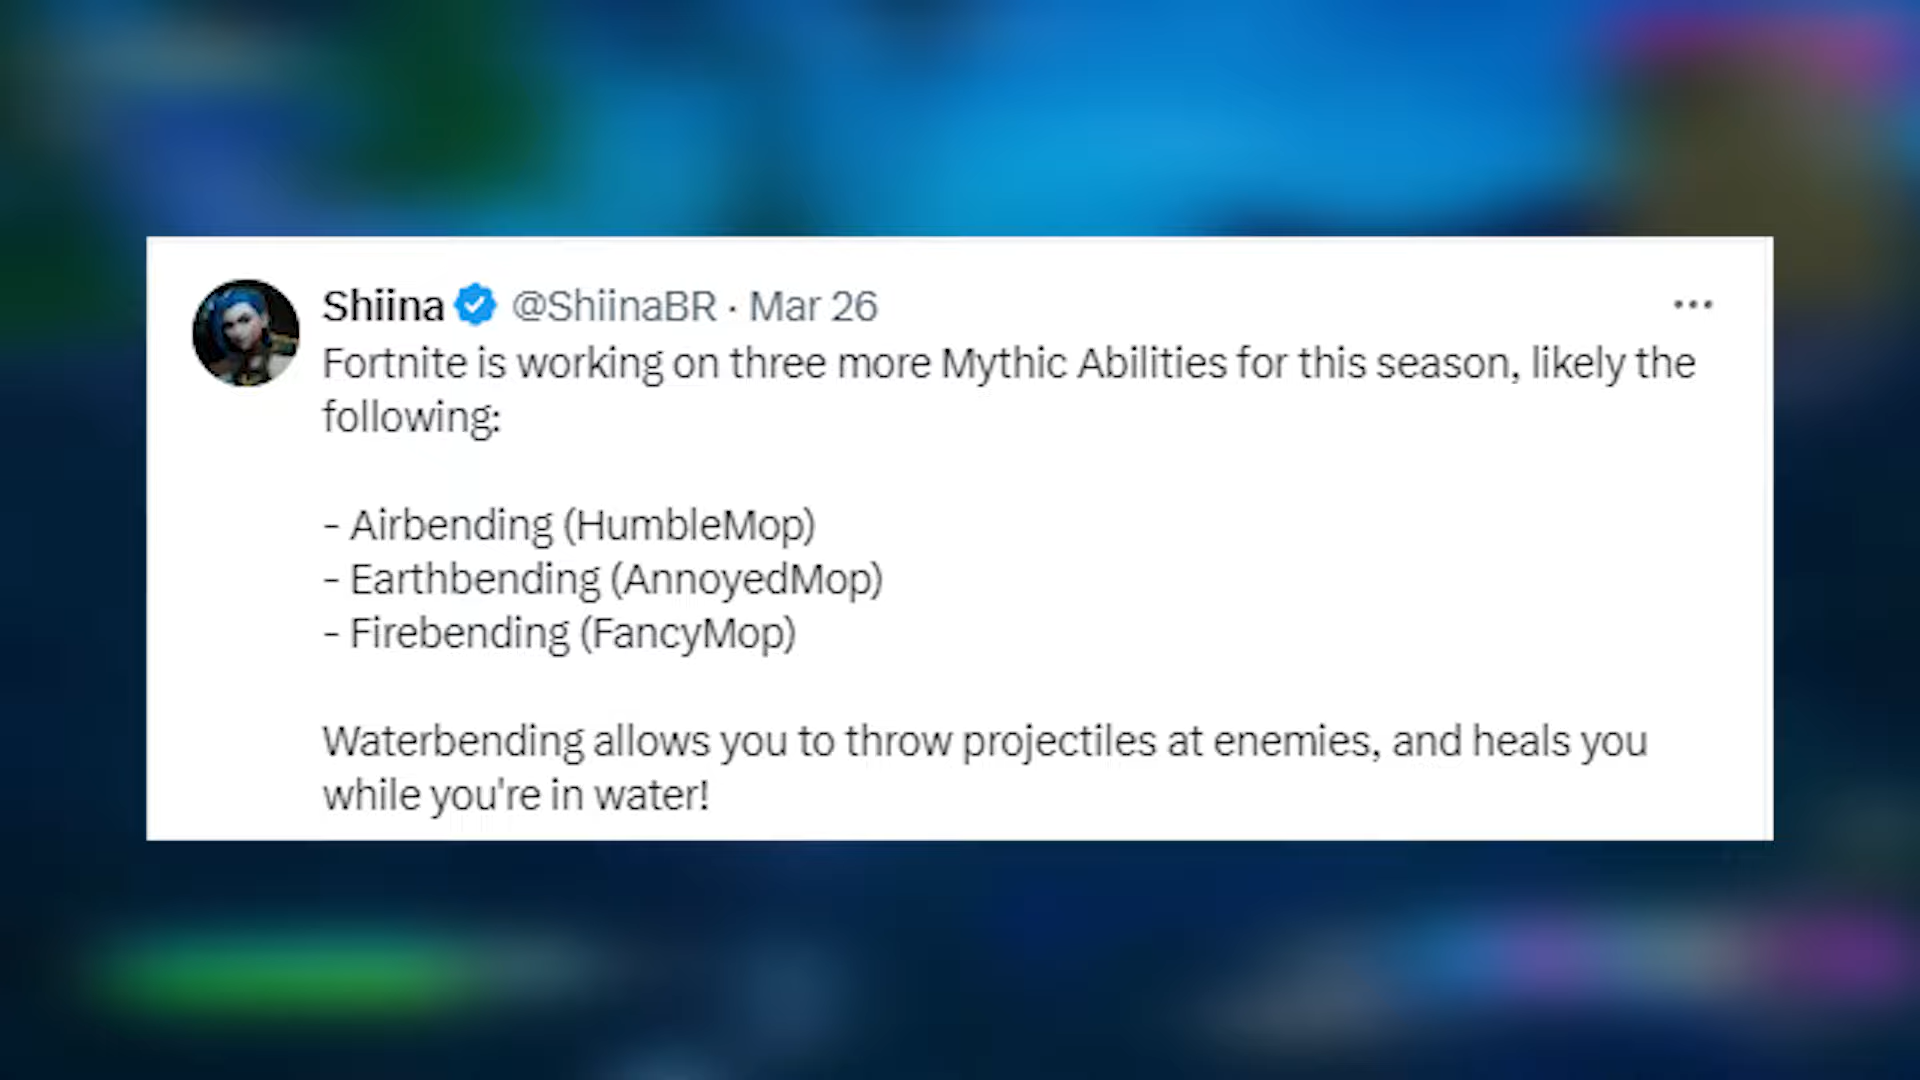 Shiina @ShiinaBR · Mar 26
Fortnite is working on three more Mythic Abilities for this season, likely the
following:
- Airbending (HumbleMop)
- Earthbending (AnnoyedMop)
- Firebending (FancyMop)
Waterbending allows you to throw projectiles at enemies, and heals you
while you're in water!